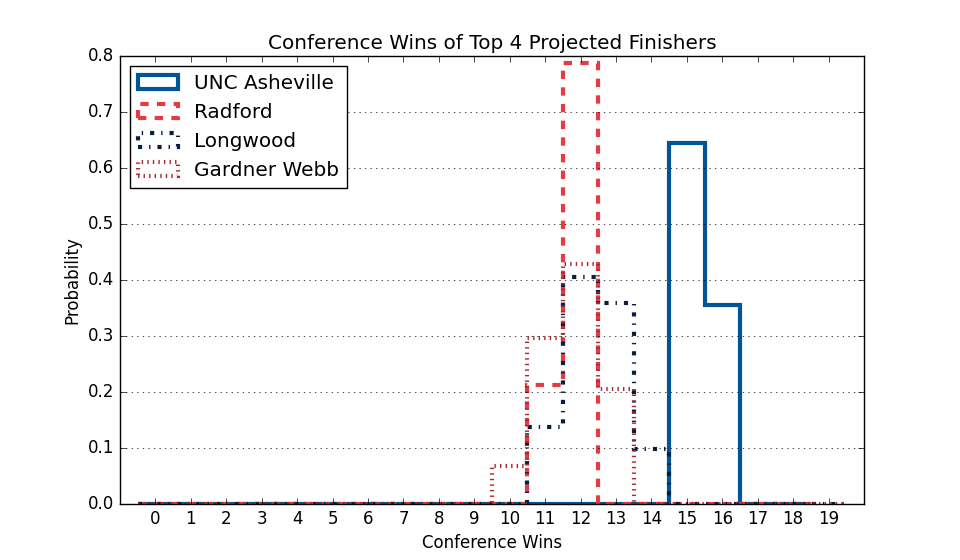 Conference Wins of Top 4 Projected Finishers
0.8
0.7
0.6
0.5
0.4
0.3
0.2
0.1
0.0
Probability
UNC Asheville
Radford
Longwood
Gardner Webb
0 1 2 3 4 5 6 7 8 9 10 11 12 13 14 15 16 17 18 19
Conference Wins